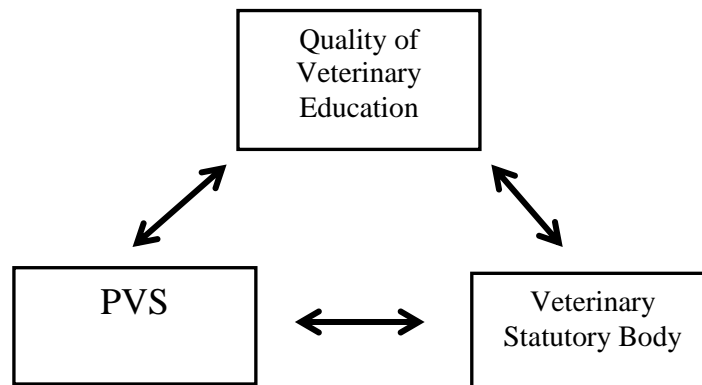 Quality of
Veterinary
Education
PVS
Veterinary
Statutory Body